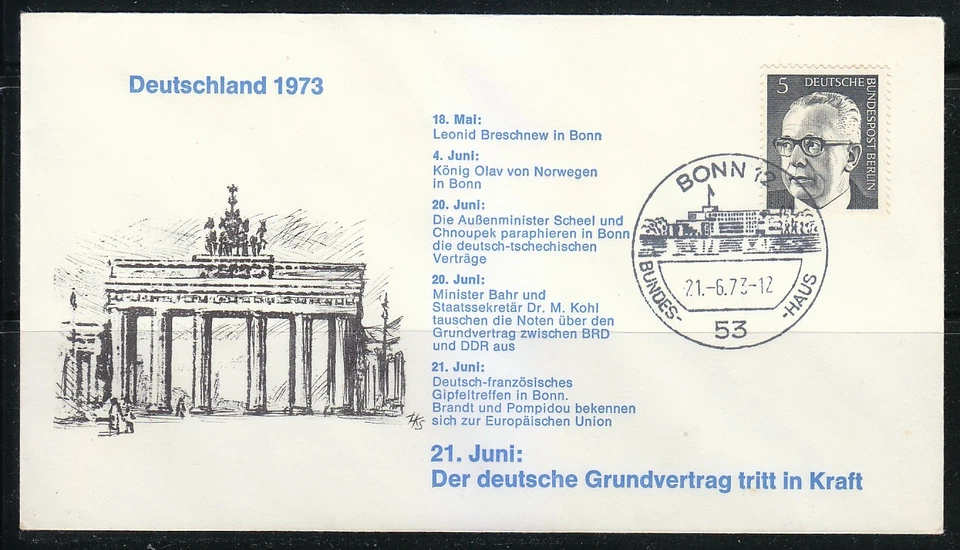 Deutschland 1973
18. Mai:
Leonid Breschnew in Bonn
4. Juni:
König Olav von Norwegen
in Bonn
20. Juni:
Die Außenminister Scheel und
Chnoupek paraphieren in Bonn
die deutsch-tschechischen
Verträge
20. Juni:
Minister Bahr und
Staatssekretär Dr. M. Kohl
tauschen die Noten über den
Grundvertrag zwischen BRD
und DDR aus
21. Juni:
Deutsch-französisches
Gipfeltreffen in Bonn.
Brandt und Pompidou bekennen
sich zur Europäischen Union
21. Juni:
Der deutsche Grundvertrag tritt in Kraft
5 DEUTSCHE
BUNDESPOST BERLIN
BONN 12
21.-6.73-12
BUNDES-
-HAUS
53